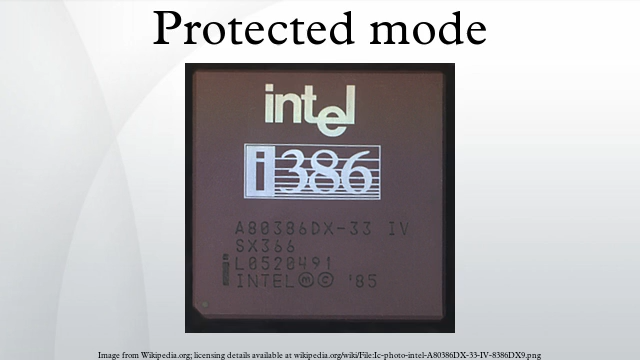 Protected mode
intel
i386
A80386DX-33 IV
SX366
L0520491
INTEL Ⓜ © '85
Image from Wikipedia.org; licensing details available at wikipedia.org/wiki/File:Ic-photo-intel-A80386DX-33-IV-8386DX9.png